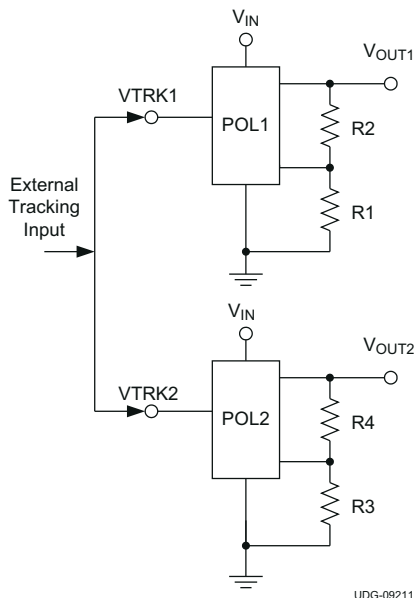 V_IN
V_OUT1
VTRK1
POL1
R2
External
Tracking
Input
R1
V_IN
V_OUT2
VTRK2
POL2
R4
R3
UDG-09211